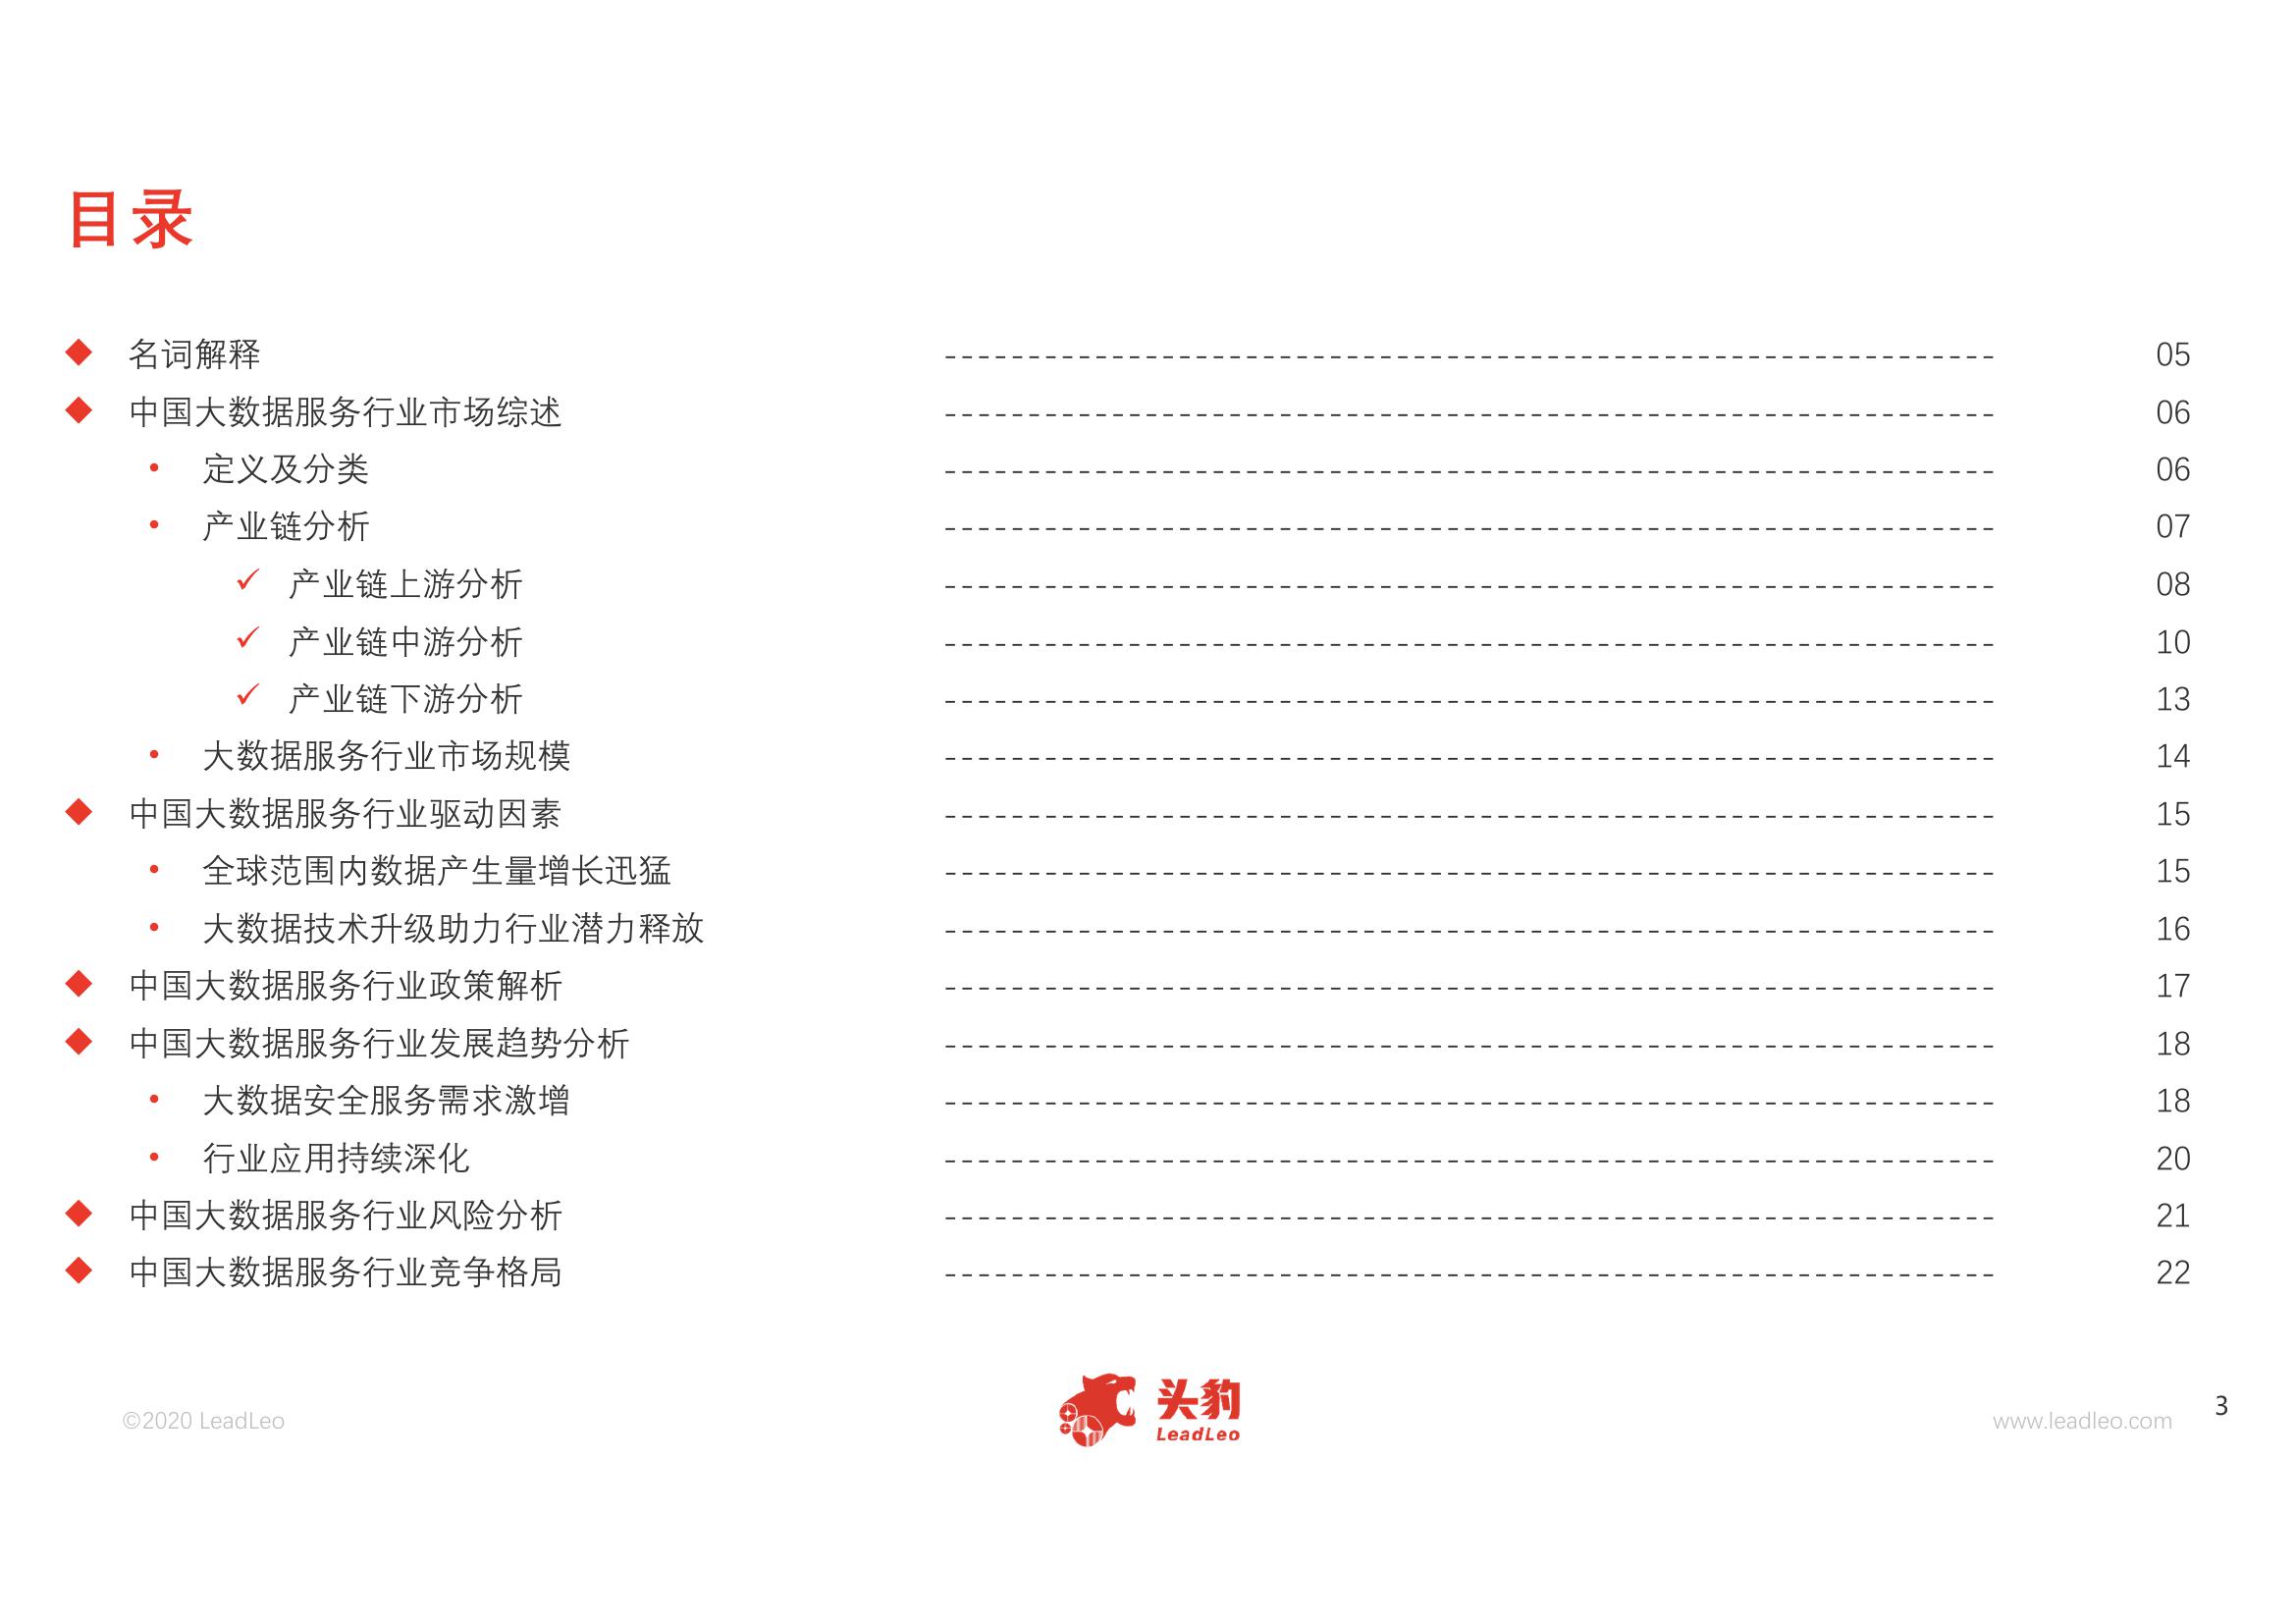 目录
名词解释 05
中国大数据服务行业市场综述 06
定义及分类 06
产业链分析 07
产业链上游分析 08
产业链中游分析 10
产业链下游分析 13
大数据服务行业市场规模 14
中国大数据服务行业驱动因素 15
全球范围内数据产生量增长迅猛 15
大数据技术升级助力行业潜力释放 16
中国大数据服务行业政策解析 17
中国大数据服务行业发展趋势分析 18
大数据安全服务需求激增 18
行业应用持续深化 20
中国大数据服务行业风险分析 21
中国大数据服务行业竞争格局 22
©2020 LeadLeo
头豹
LeadLeo
www.leadleo.com
3